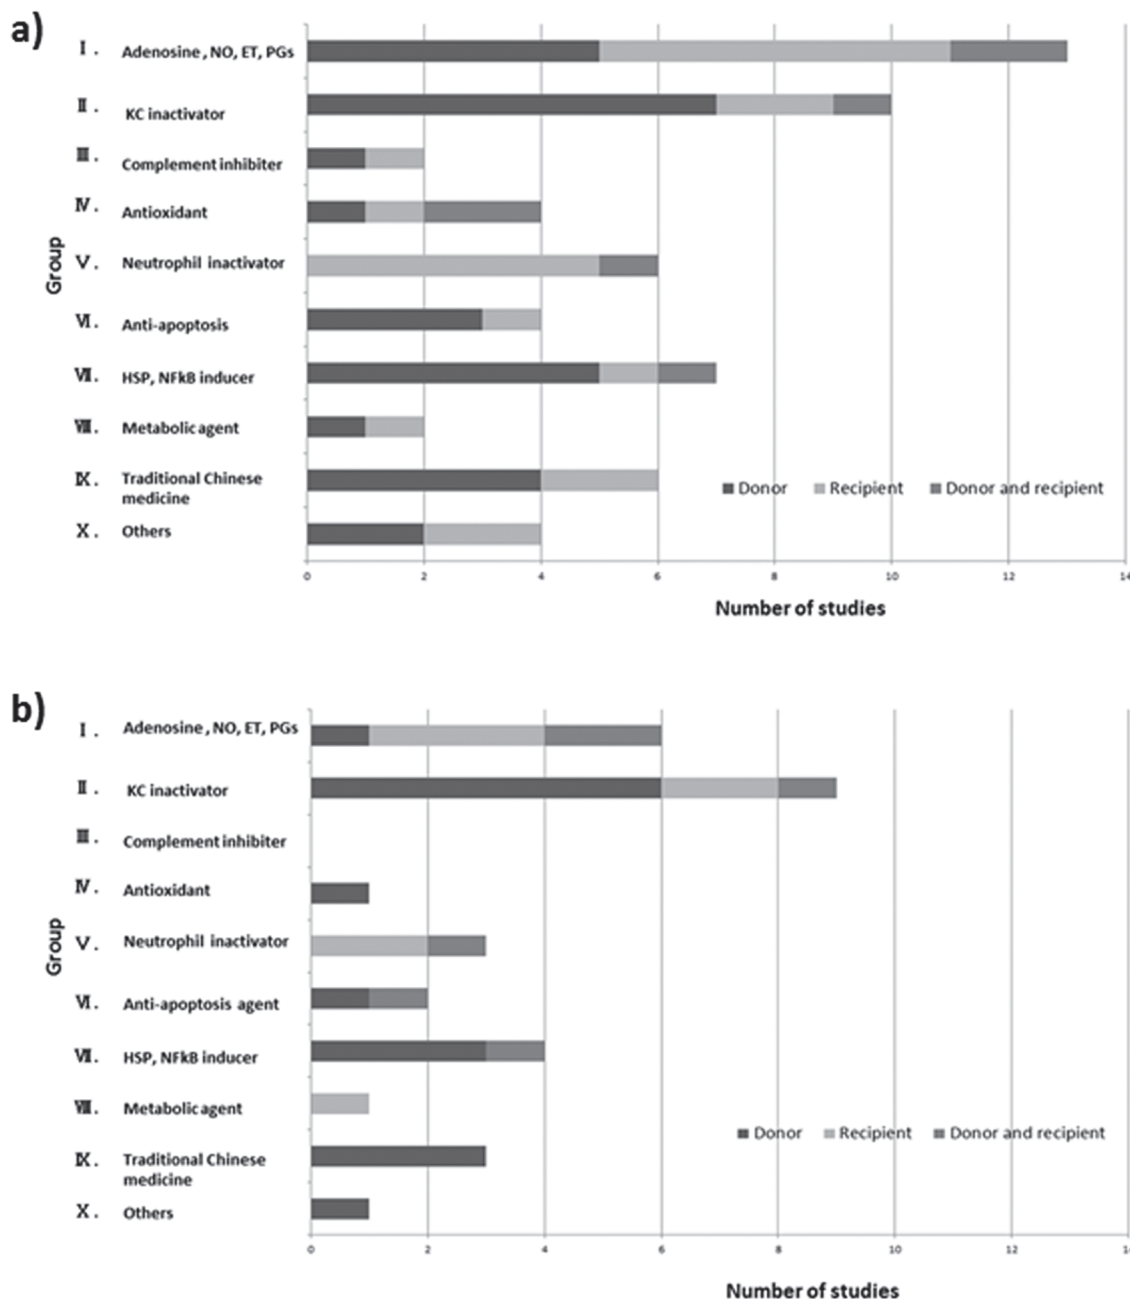 a)
Group
Ⅰ. Adenosine, NO, ET, PGs
Ⅱ. KC inactivator
Ⅲ. Complement inhibiter
Ⅳ. Antioxidant
Ⅴ. Neutrophil inactivator
Ⅵ. Anti-apoptosis
Ⅶ. HSP, NFkB inducer
Ⅷ. Metabolic agent
Ⅸ. Traditional Chinese
medicine
Ⅹ. Others
Donor Recipient Donor and recipient
0 2 4 6 8 10 12 14
Number of studies
b)
Group
Ⅰ. Adenosine, NO, ET, PGs
Ⅱ. KC inactivator
Ⅲ. Complement inhibiter
Ⅳ. Antioxidant
Ⅴ. Neutrophil inactivator
Ⅵ. Anti-apoptosis agent
Ⅶ. HSP, NFkB inducer
Ⅷ. Metabolic agent
Ⅸ. Traditional Chinese
medicine
Ⅹ. Others
Donor Recipient Donor and recipient
0 2 4 6 8 10 12
Number of studies